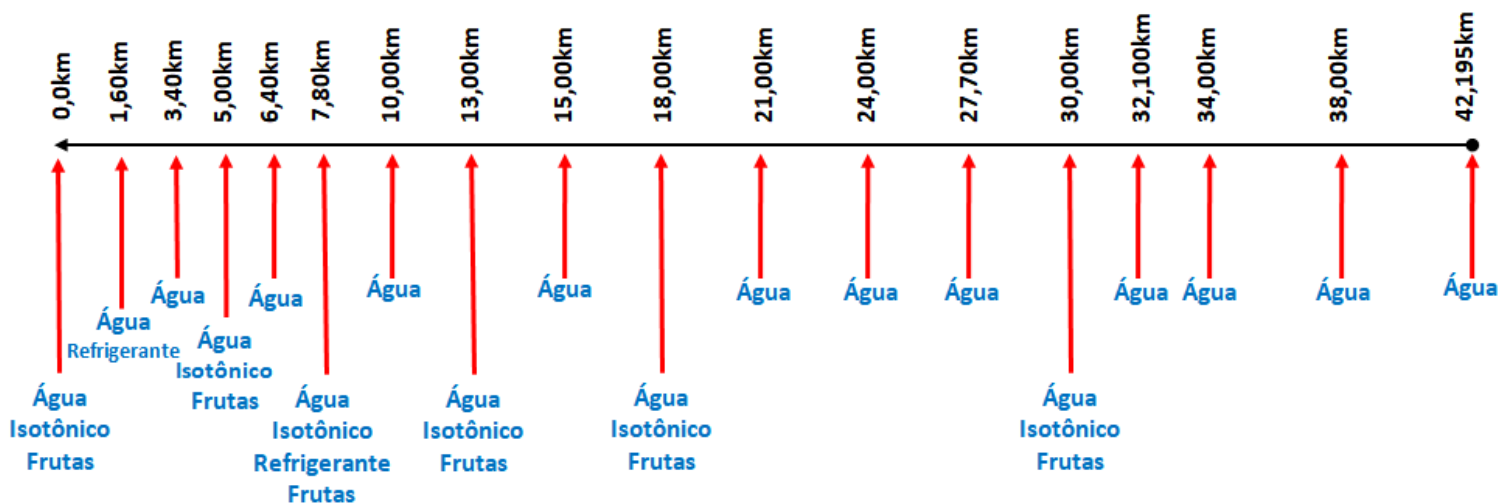 0,0km
1,60km
3,40km
5,00km
6,40km
7,80km
10,00km
13,00km
15,00km
18,00km
21,00km
24,00km
27,70km
30,00km
32,100km
34,00km
38,00km
42,195km
Água
Isotônico
Frutas
Água
Refrigerante
Água
Água
Isotônico
Frutas
Água
Água
Isotônico
Refrigerante
Frutas
Água
Água
Isotônico
Frutas
Água
Água
Isotônico
Frutas
Água
Água
Água
Água
Isotônico
Frutas
Água
Água
Água
Água